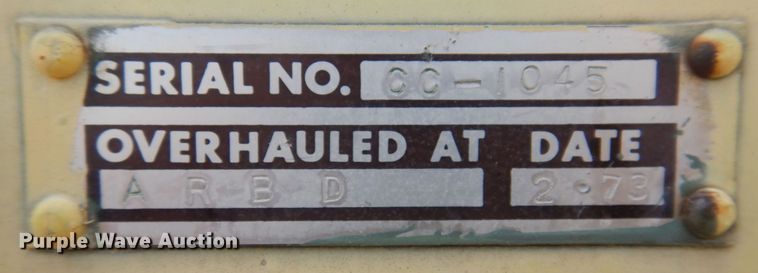 SERIAL NO. CC-1045
OVERHAULED AT DATE
A R B D 2·73
Purple Wave Auction